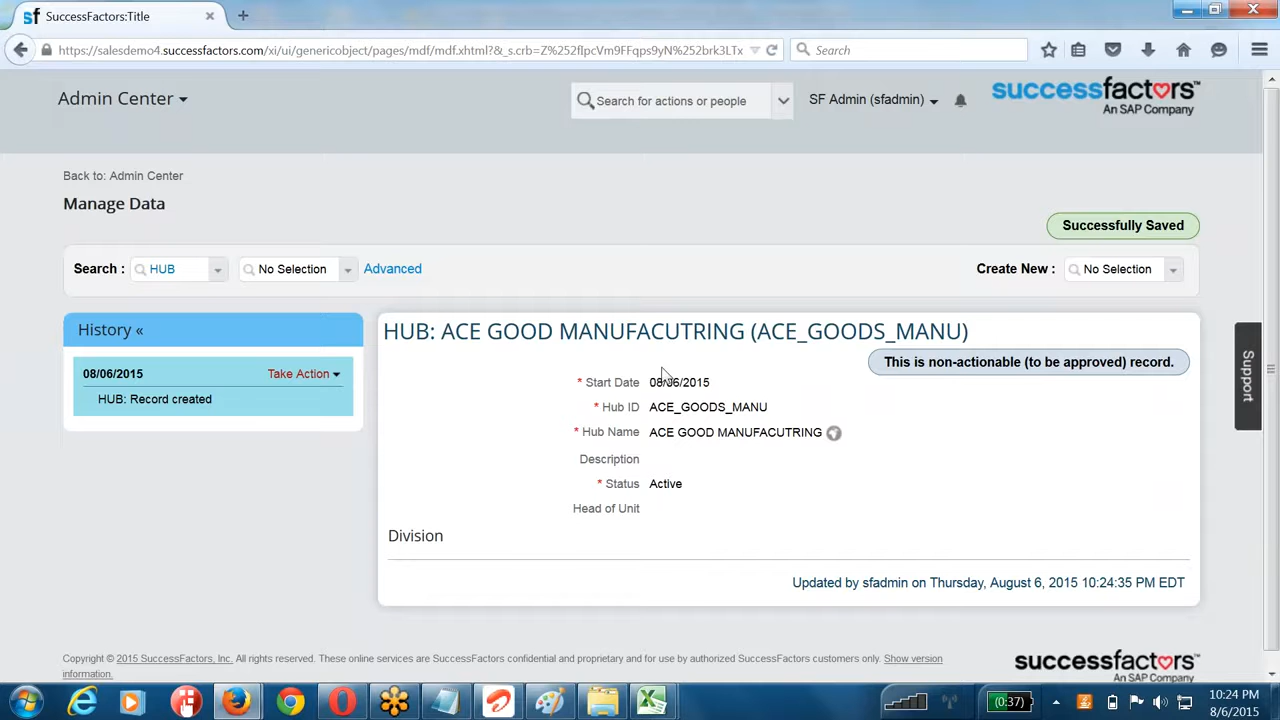 sf SuccessFactors:Title
https://salesdemo4.successfactors.com/xi/ui/genericobject/pages/mdf/mdf.xhtml?&_s.crb=Z%252flpcVm9FFqps9yN%252brk3LTx
Search
Admin Center
Search for actions or people
SF Admin (sfadmin)
successfactors™
An SAP Company
Back to: Admin Center
Manage Data
Successfully Saved
Search :
HUB
No Selection
Advanced
Create New :
No Selection
History «
08/06/2015
Take Action
HUB: Record created
HUB: ACE GOOD MANUFACUTRING (ACE_GOODS_MANU)
This is non-actionable (to be approved) record.
* Start Date 08/06/2015
* Hub ID ACE_GOODS_MANU
* Hub Name ACE GOOD MANUFACUTRING
Description
* Status Active
Head of Unit
Division
Updated by sfadmin on Thursday, August 6, 2015 10:24:35 PM EDT
Support
Copyright © 2015 SuccessFactors, Inc. All rights reserved. These online services are SuccessFactors confidential and proprietary and for use by authorized SuccessFactors customers only. Show version
information.
successfactors™
(0:37)
10:24 PM
8/6/2015